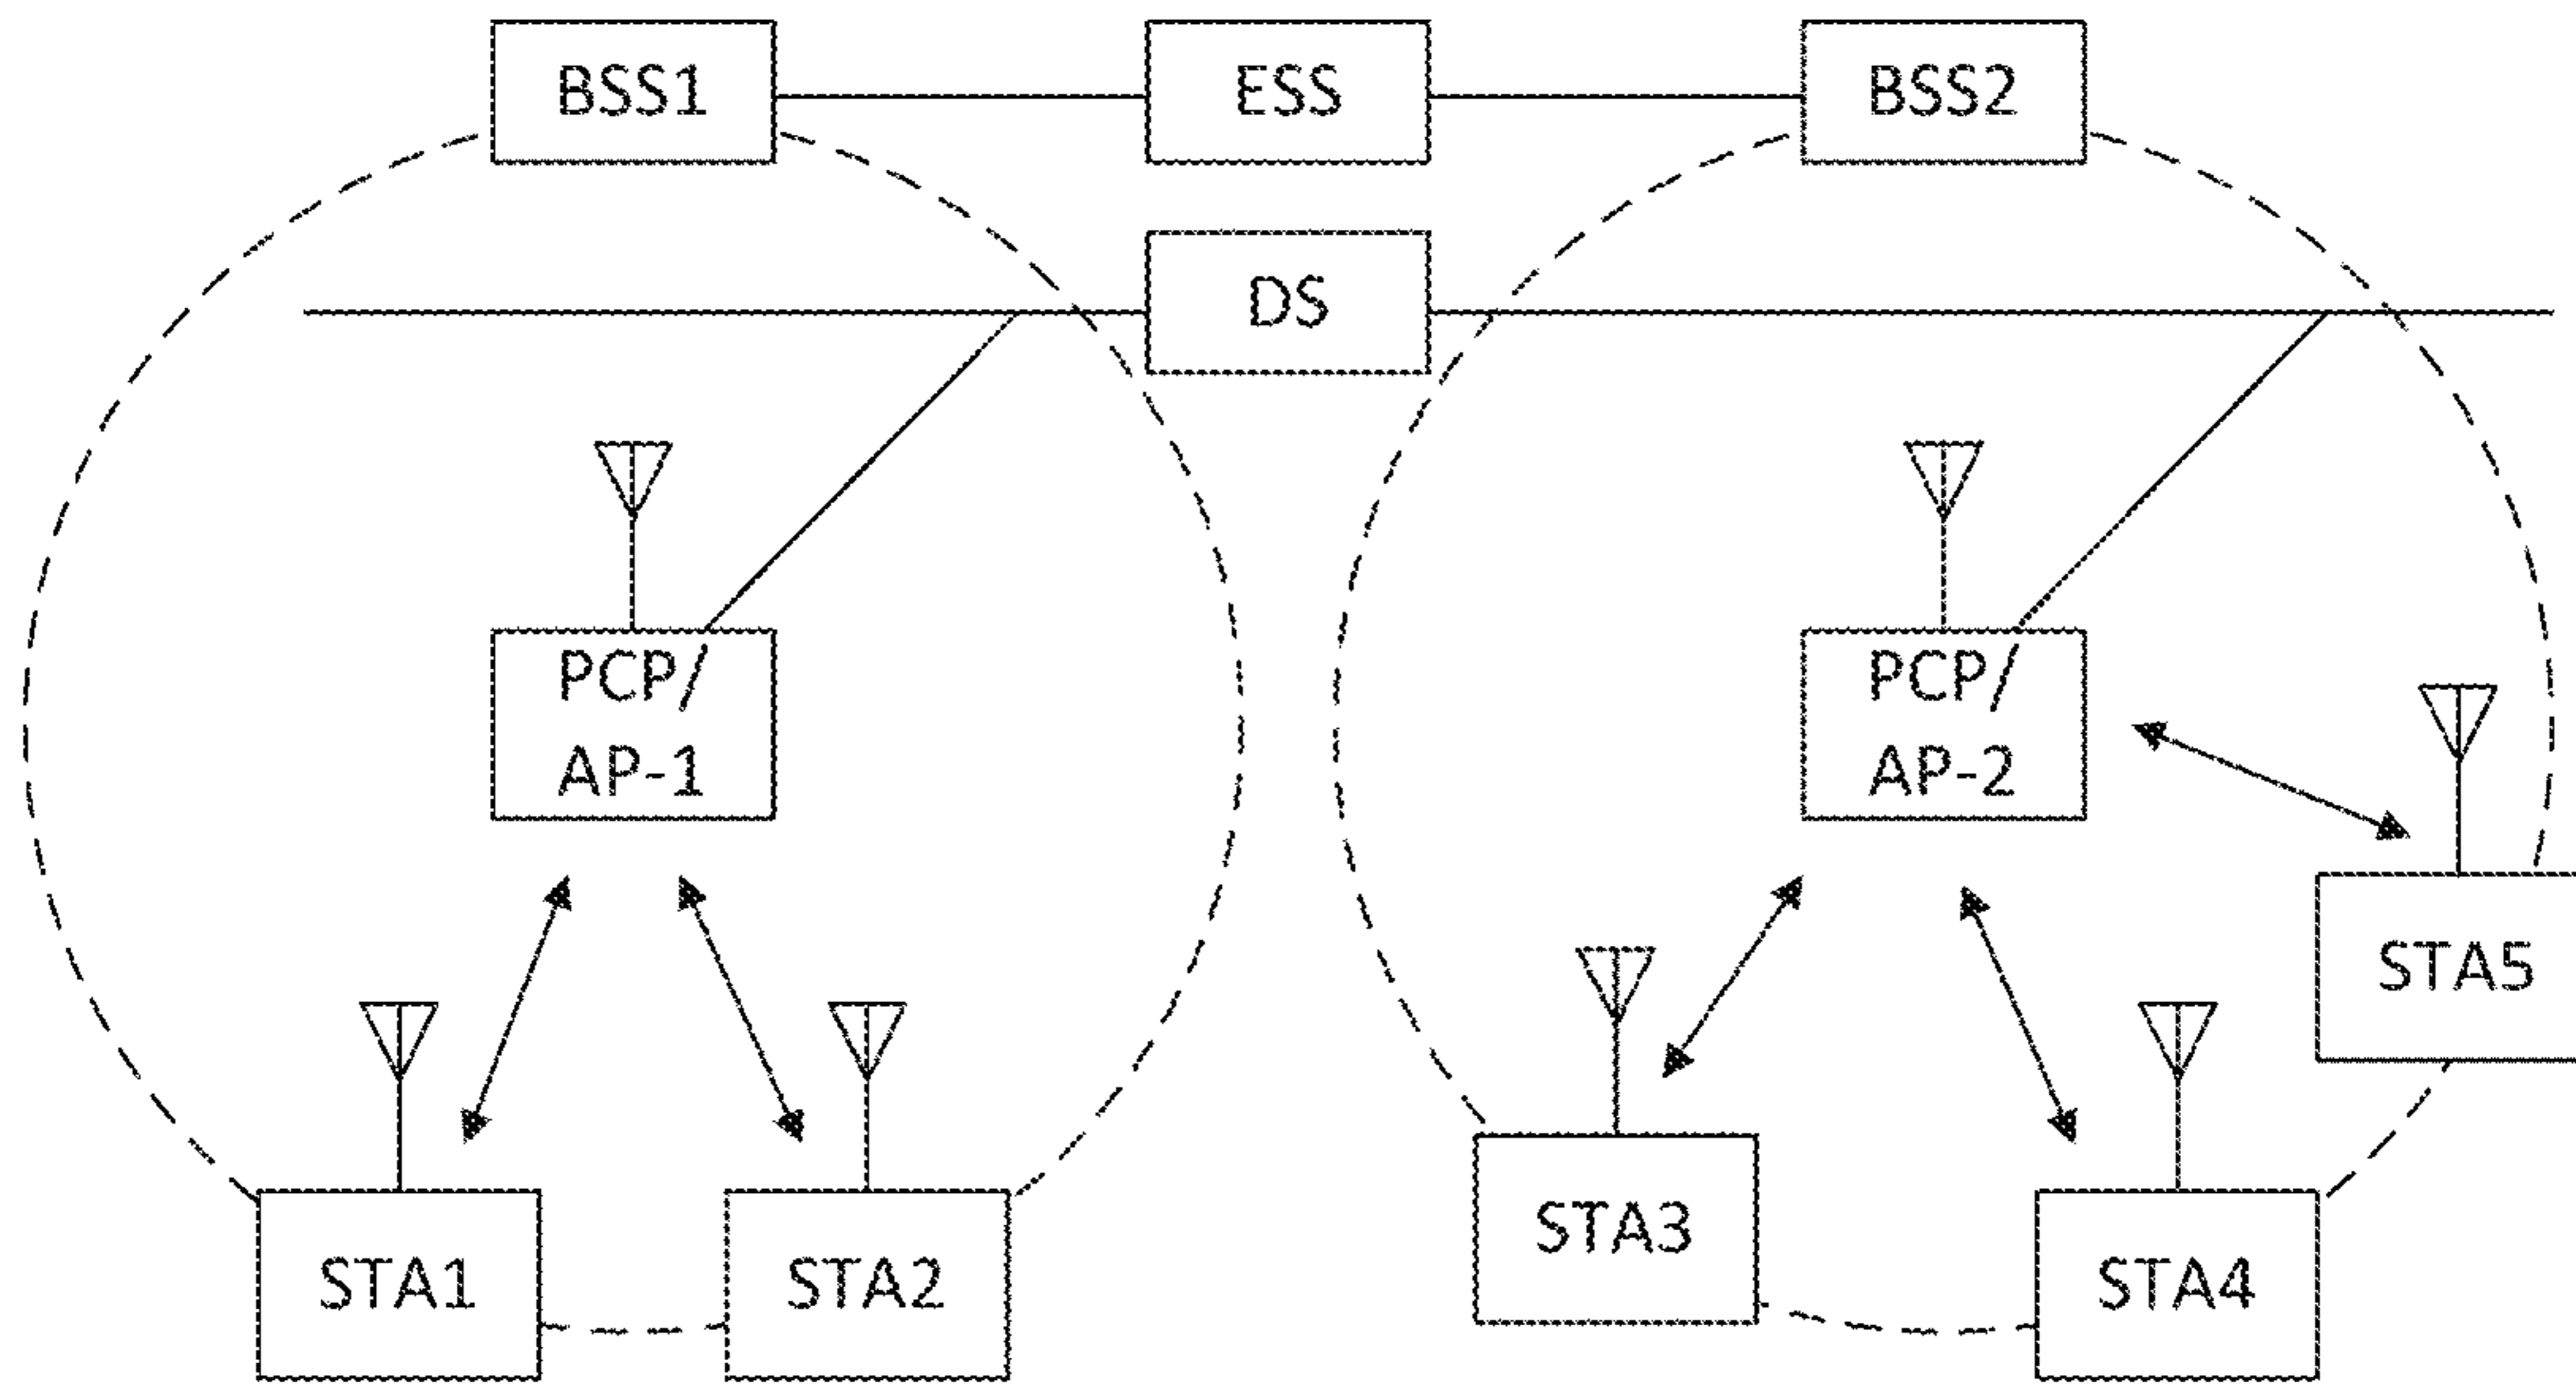 BSS1
ESS
BSS2
DS
PCP/
AP-1
PCP/
AP-2
STA5
STA3
STA1
STA2
STA4